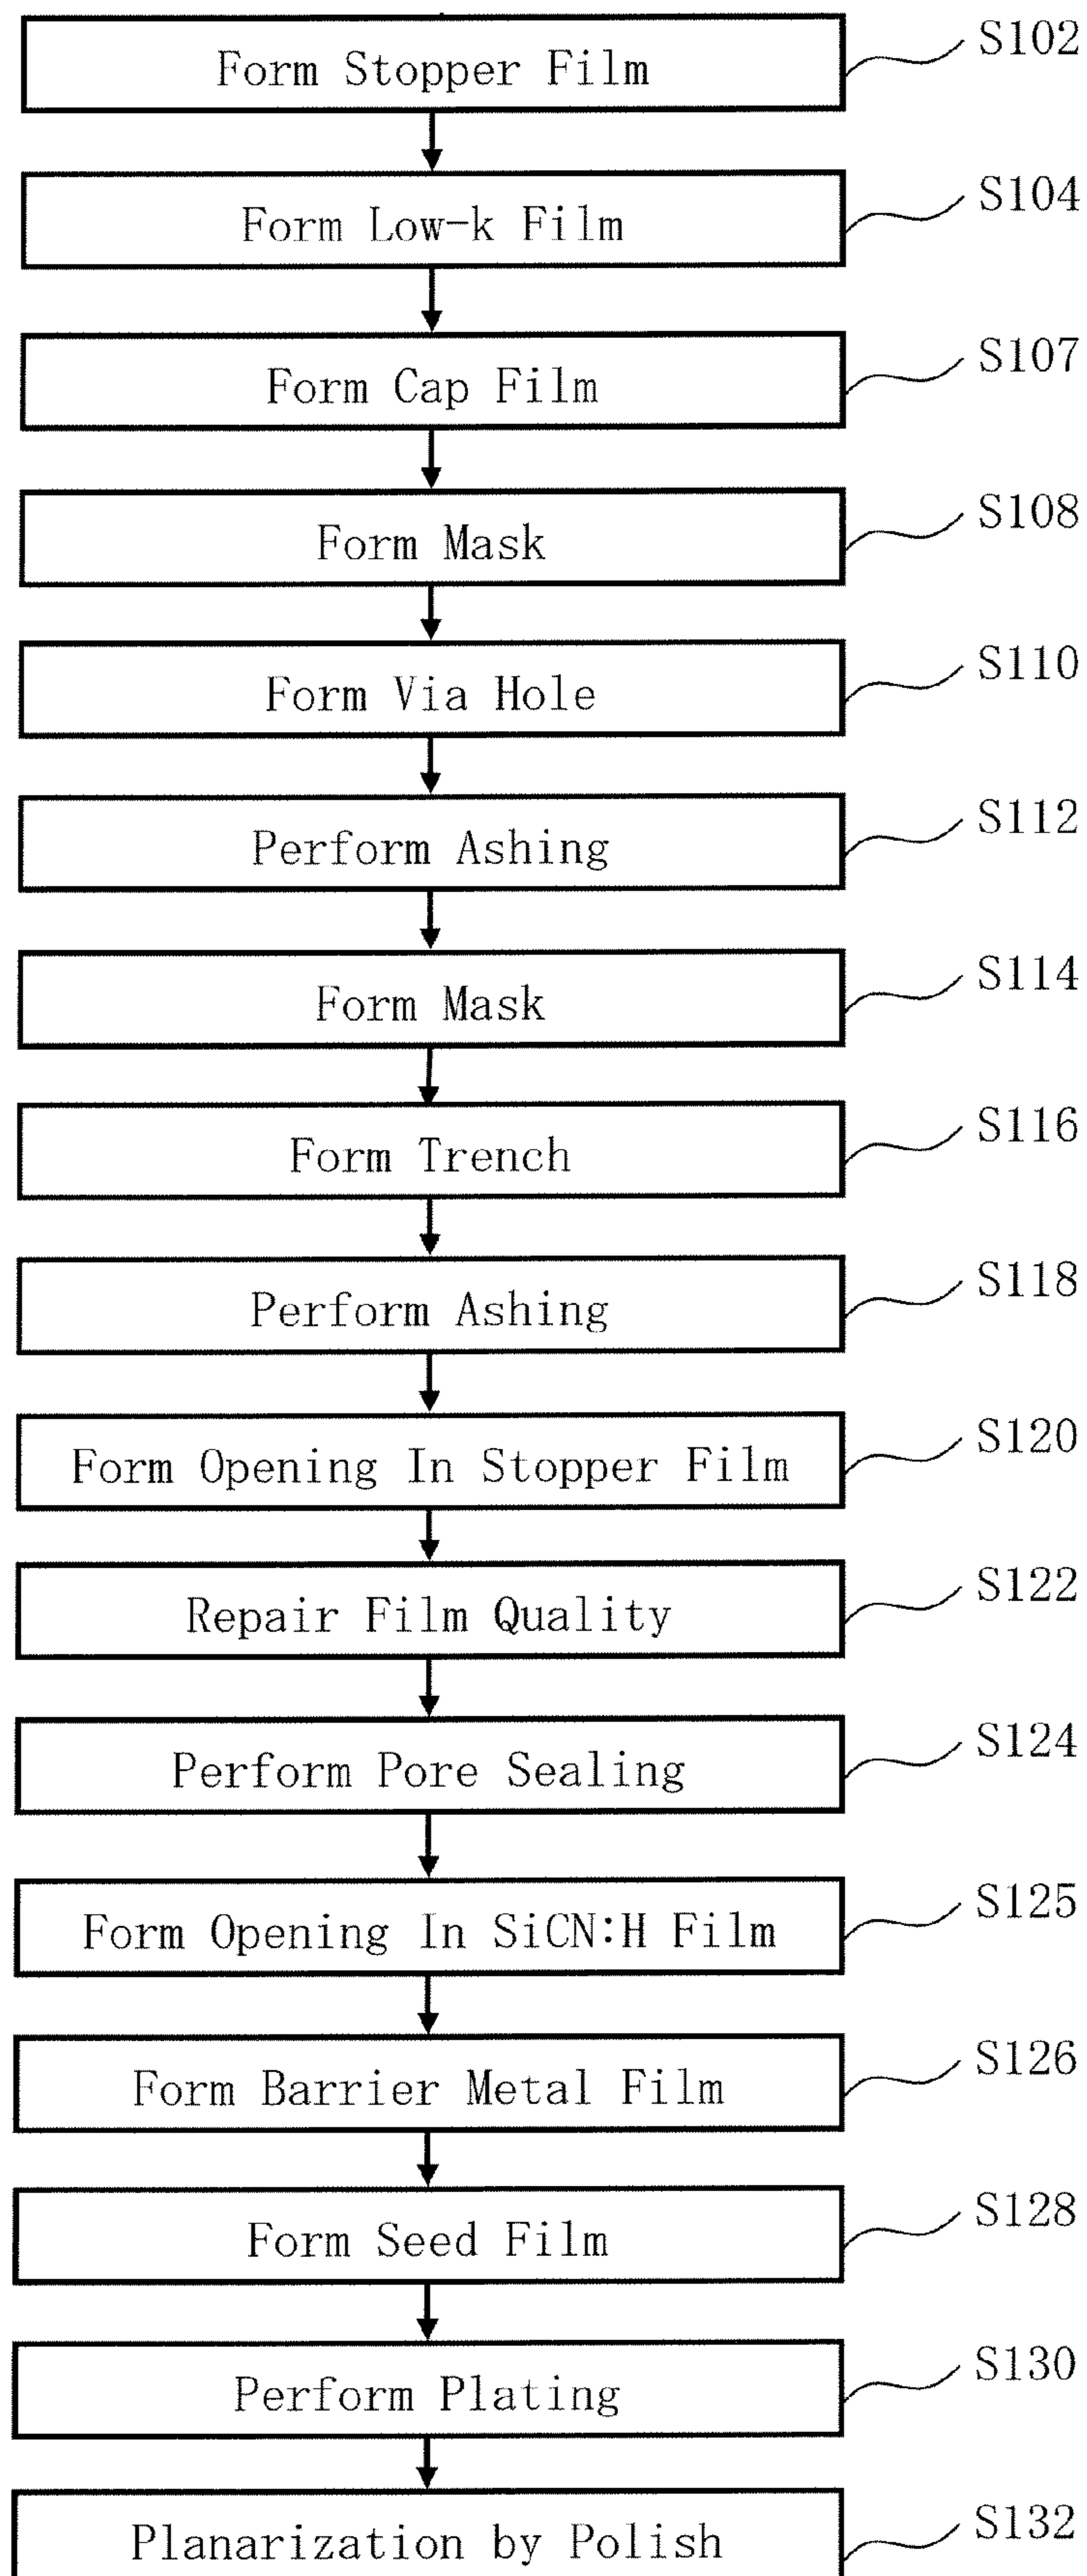 Form Stopper Film
S102
Form Low-k Film
S104
Form Cap Film
S107
Form Mask
S108
Form Via Hole
S110
Perform Ashing
S112
Form Mask
S114
Form Trench
S116
Perform Ashing
S118
Form Opening In Stopper Film
S120
Repair Film Quality
S122
Perform Pore Sealing
S124
Form Opening In SiCN:H Film
S125
Form Barrier Metal Film
S126
Form Seed Film
S128
Perform Plating
S130
Planarization by Polish
S132